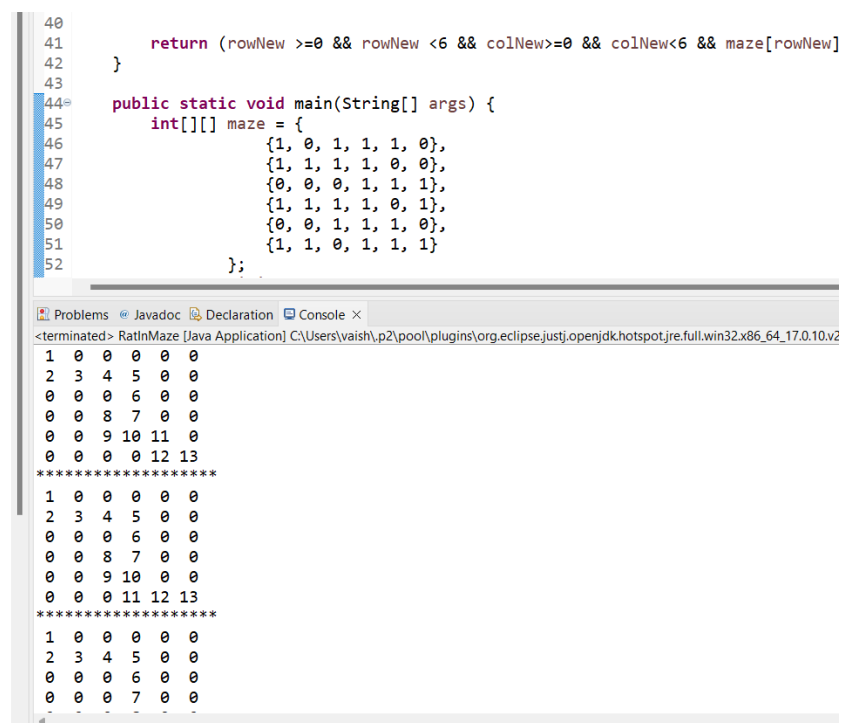 40
41 return (rowNew >=0 && rowNew <6 && colNew>=0 && colNew<6 && maze[rowNew]
42 }
43
44 public static void main(String[] args) {
45 int[][] maze = {
46 {1, 0, 1, 1, 1, 0},
47 {1, 1, 1, 1, 0, 0},
48 {0, 0, 0, 1, 1, 1},
49 {1, 1, 1, 1, 0, 1},
50 {0, 0, 1, 1, 1, 0},
51 {1, 1, 0, 1, 1, 1}
52 };
Problems @ Javadoc Declaration Console ×
<terminated> RatInMaze [Java Application] C:\Users\vaish\.p2\pool\plugins\org.eclipse.justj.openjdk.hotspot.jre.full.win32.x86_64_17.0.10.v2
1 0 0 0 0 0
2 3 4 5 0 0
0 0 0 6 0 0
0 0 8 7 0 0
0 0 9 10 11 0
0 0 0 0 12 13
*******************
1 0 0 0 0 0
2 3 4 5 0 0
0 0 0 6 0 0
0 0 8 7 0 0
0 0 9 10 0 0
0 0 0 11 12 13
*******************
1 0 0 0 0 0
2 3 4 5 0 0
0 0 0 6 0 0
0 0 0 7 0 0